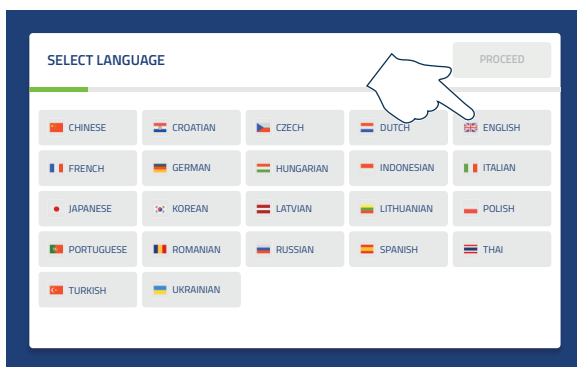 SELECT LANGUAGE
PROCEED
CHINESE
CROATIAN
CZECH
DUTCH
ENGLISH
FRENCH
GERMAN
HUNGARIAN
INDONESIAN
ITALIAN
JAPANESE
KOREAN
LATVIAN
LITHUANIAN
POLISH
PORTUGUESE
ROMANIAN
RUSSIAN
SPANISH
THAI
TURKISH
UKRAINIAN